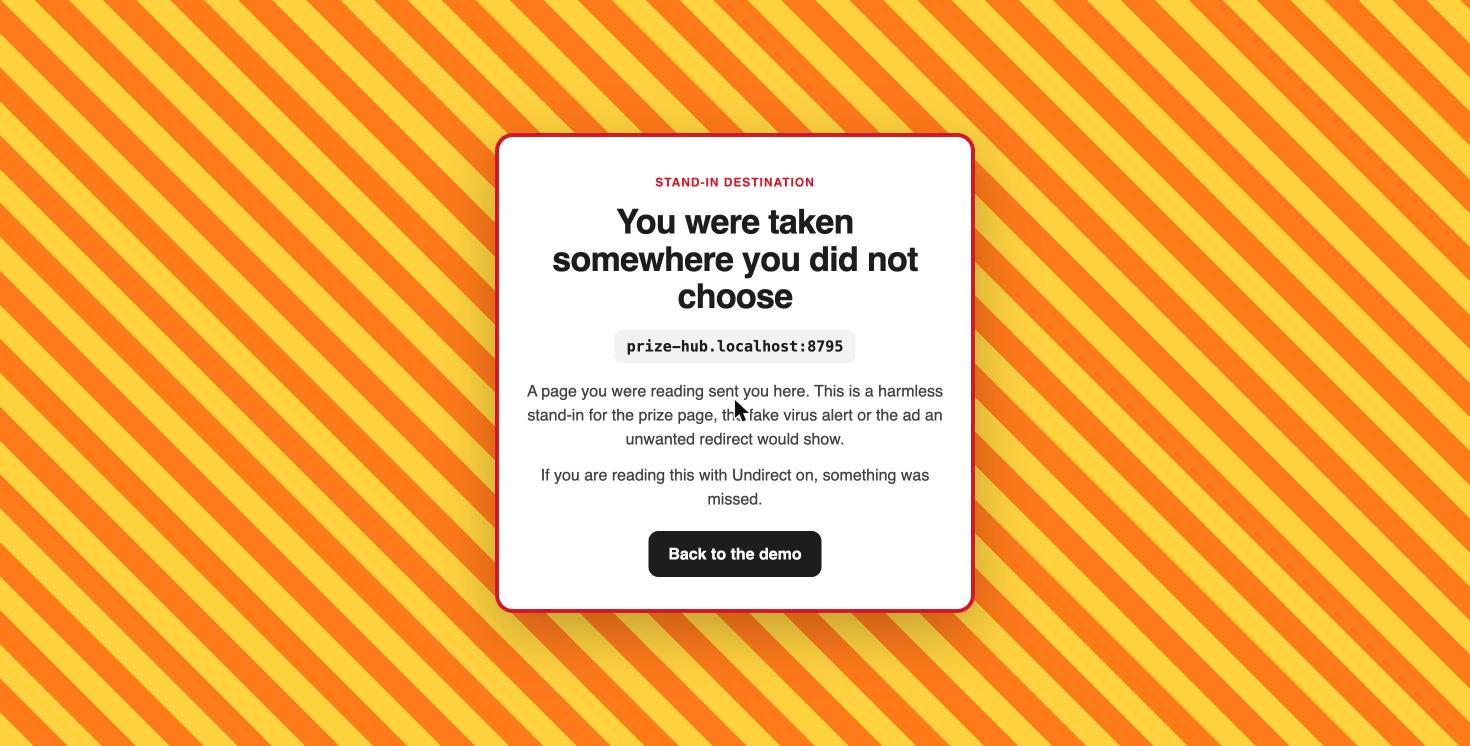 STAND-IN DESTINATION
You were taken
somewhere you did not
choose
prize-hub.localhost:8795
A page you were reading sent you here. This is a harmless
stand-in for the prize page, the fake virus alert or the ad an
unwanted redirect would show.
If you are reading this with Undirect on, something was
missed.
Back to the demo